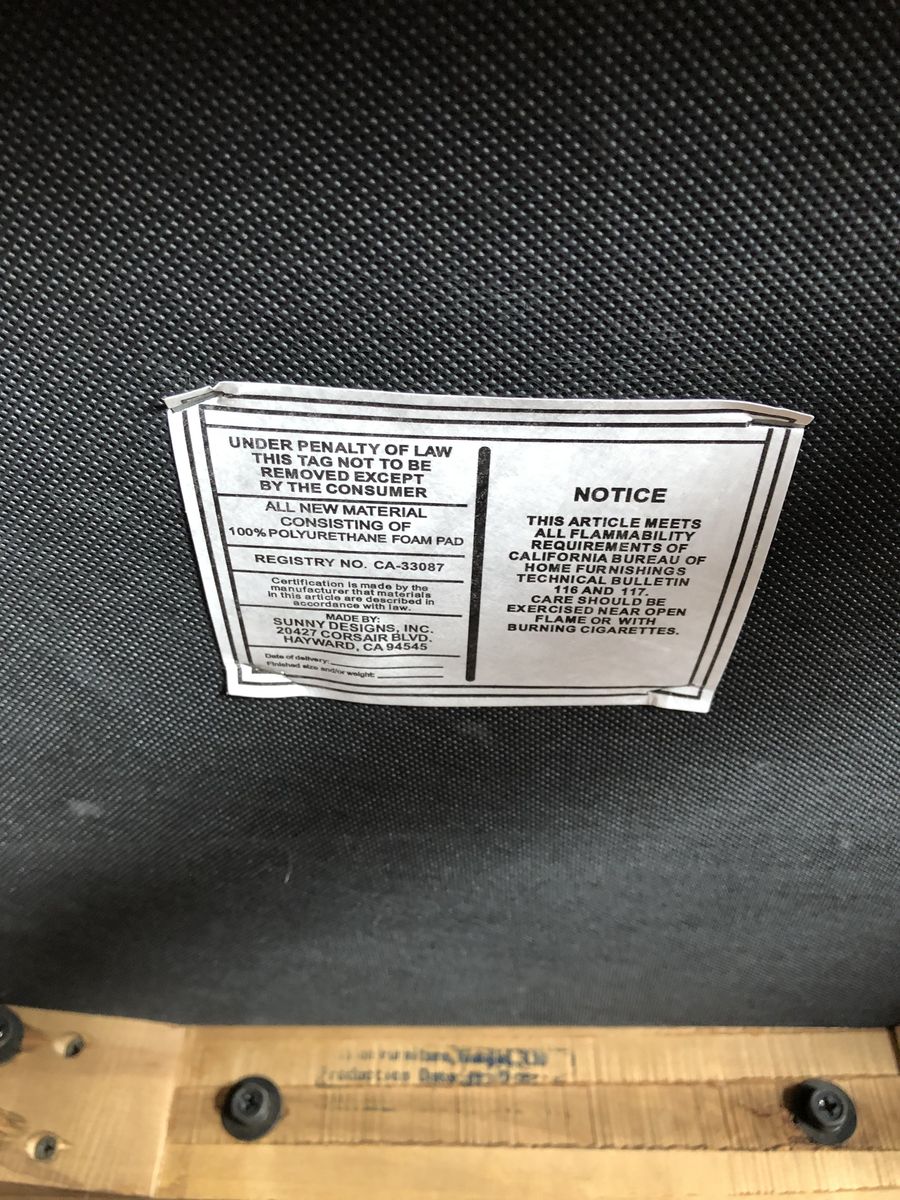 UNDER PENALTY OF LAW
THIS TAG NOT TO BE
REMOVED EXCEPT
BY THE CONSUMER
ALL NEW MATERIAL
CONSISTING OF
100% POLYURETHANE FOAM PAD
REGISTRY NO. CA-33087
Certification is made by the
manufacturer that materials
in this article are described in
accordance with law.
MADE BY:
SUNNY DESIGNS, INC.
20427 CORSAIR BLVD.
HAYWARD, CA 94545
Date of delivery:
Finished size and/or weight:
NOTICE
THIS ARTICLE MEETS
ALL FLAMMABILITY
REQUIREMENTS OF
CALIFORNIA BUREAU OF
HOME FURNISHINGS
TECHNICAL BULLETIN
116 AND 117.
CARE SHOULD BE
EXERCISED NEAR OPEN
FLAME OR WITH
BURNING CIGARETTES.
Production Date